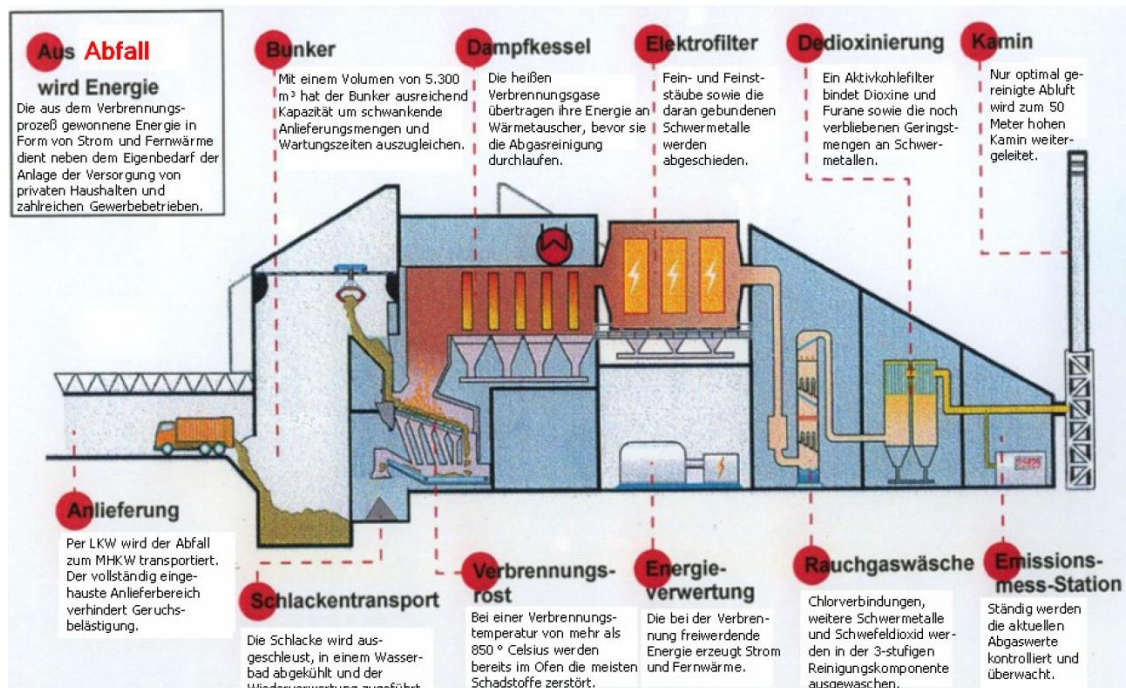 Aus Abfall
wird Energie
Die aus dem Verbrennungs-
prozeß gewonnene Energie in
Form von Strom und Fernwärme
dient neben dem Eigenbedarf der
Anlage der Versorgung von
privaten Haushalten und
zahlreichen Gewerbebetrieben.
Bunker
Mit einem Volumen von 5.300
m³ hat der Bunker ausreichend
Kapazität um schwankende
Anlieferungsmengen und
Wartungszeiten auszugleichen.
Dampfkessel
Die heißen
Verbrennungsgase
übertragen ihre Energie an
Wärmetauscher, bevor sie
die Abgasreinigung
durchlaufen.
Elektrofilter
Fein- und Feinst-
stäube sowie die
daran gebundenen
Schwermetalle
werden
abgeschieden.
Dedioxinierung
Ein Aktivkohlefilter
bindet Dioxine und
Furane sowie die noch
verbliebenen Geringst-
mengen an Schwer-
metallen.
Kamin
Nur optimal ge-
reinigte Abluft
wird zum 50
Meter hohen
Kamin weiter-
geleitet.
Anlieferung
Per LKW wird der Abfall
zum MHKW transportiert.
Der vollständig einge-
hauste Anlieferbereich
verhindert Geruchs-
belästigung.
Schlackentransport
Die Schlacke wird aus-
geschleust, in einem Wasser-
bad abgekühlt und der
Wiederverwertung zugeführt
Verbrennungs-
rost
Bei einer Verbrennungs-
temperatur von mehr als
850 ° Celsius werden
bereits im Ofen die meisten
Schadstoffe zerstört.
Energie-
verwertung
Die bei der Verbren-
nung freiwerdende
Energie erzeugt Strom
und Fernwärme.
Rauchgaswäsche
Chlorverbindungen,
weitere Schwermetalle
und Schwefeldioxid wer-
den in der 3-stufigen
Reinigungskomponente
ausgewaschen.
Emissions-
mess-Station
Ständig werden
die aktuellen
Abgaswerte
kontrolliert und
überwacht.